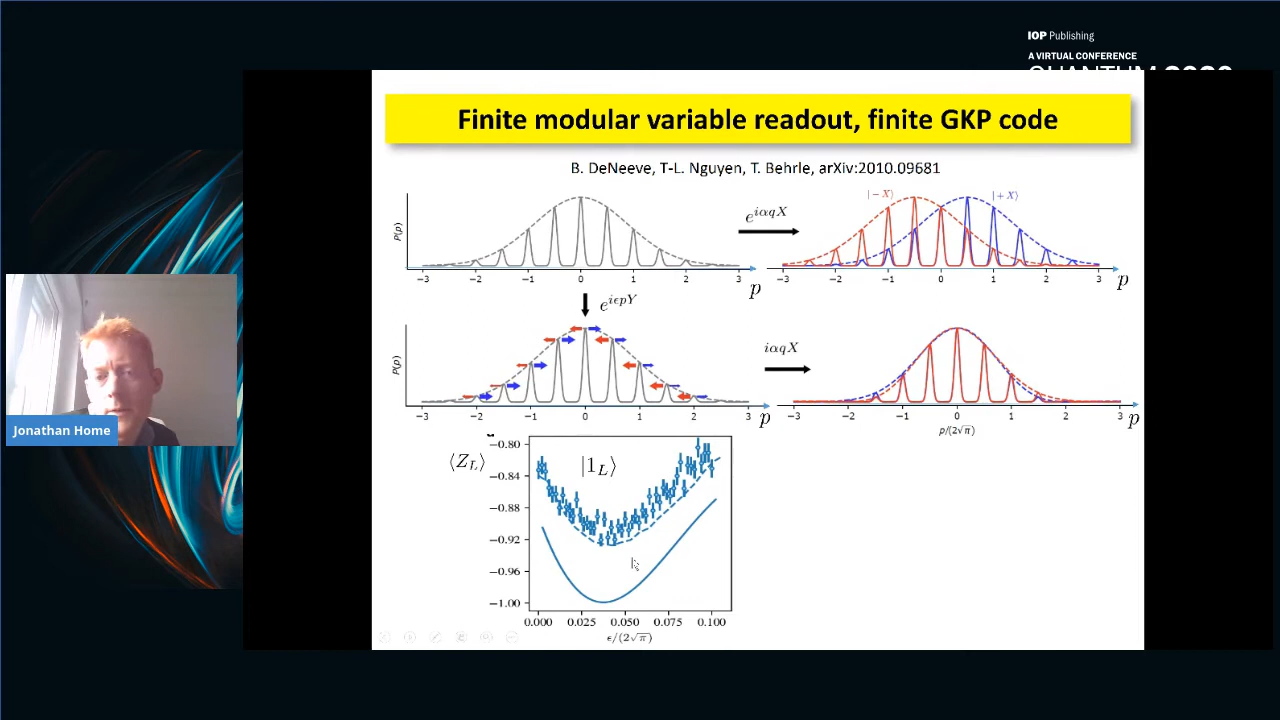 IOP Publishing
A VIRTUAL CONFERENCE
Finite modular variable readout, finite GKP code
B. DeNeeve, T-L. Nguyen, T. Behrle, arXiv:2010.09681
P(p)
−3 −2 −1 0 1 2 3
p
e^{iαqX}
|−X⟩ |+X⟩
−3 −2 −1 0 1 2 3
p
e^{iϵpY}
P(p)
−3 −2 −1 0 1 2 3
p
iαqX
−3 −2 −1 0 1 2 3
p/(2√π)
p
⟨Z_L⟩
|1_L⟩
−0.80
−0.84
−0.88
−0.92
−0.96
−1.00
0.000 0.025 0.050 0.075 0.100
ϵ/(2√π)
Jonathan Home